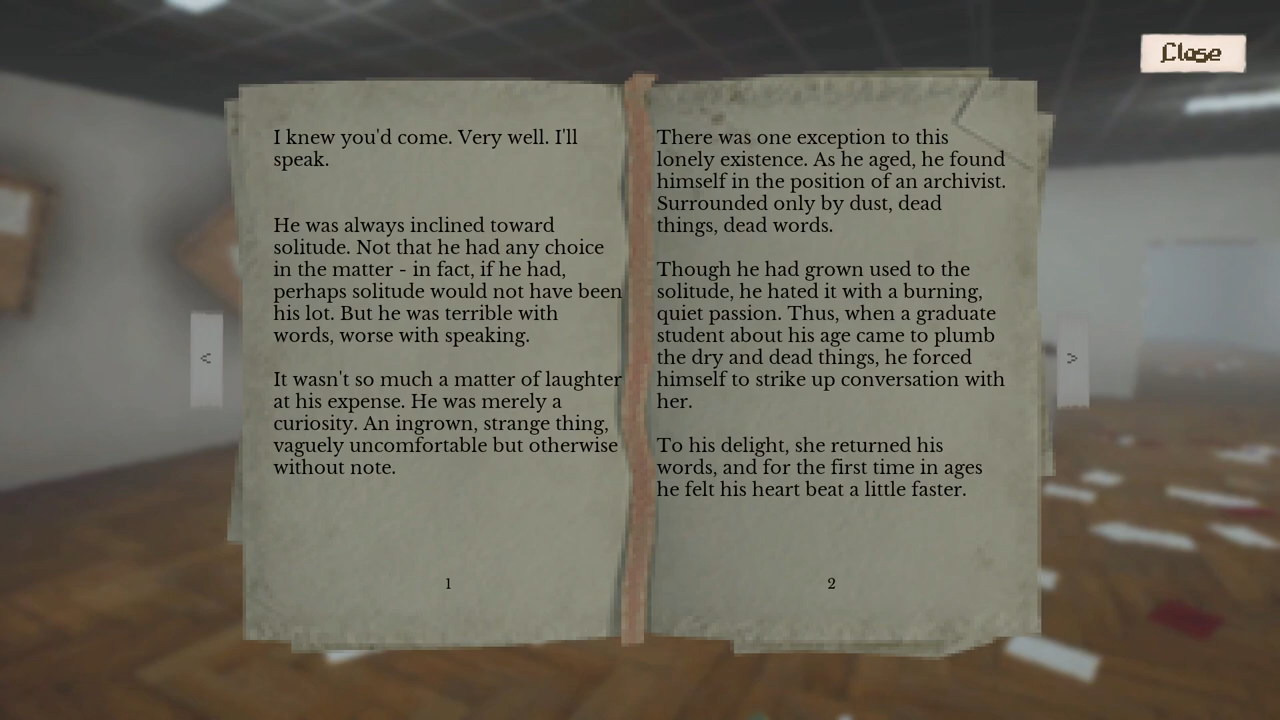 Close
I knew you'd come. Very well. I'll
speak.
He was always inclined toward
solitude. Not that he had any choice
in the matter - in fact, if he had,
perhaps solitude would not have been
his lot. But he was terrible with
words, worse with speaking.
It wasn't so much a matter of laughter
at his expense. He was merely a
curiosity. An ingrown, strange thing,
vaguely uncomfortable but otherwise
without note.
1
There was one exception to this
lonely existence. As he aged, he found
himself in the position of an archivist.
Surrounded only by dust, dead
things, dead words.
Though he had grown used to the
solitude, he hated it with a burning,
quiet passion. Thus, when a graduate
student about his age came to plumb
the dry and dead things, he forced
himself to strike up conversation with
her.
To his delight, she returned his
words, and for the first time in ages
he felt his heart beat a little faster.
2
<
>